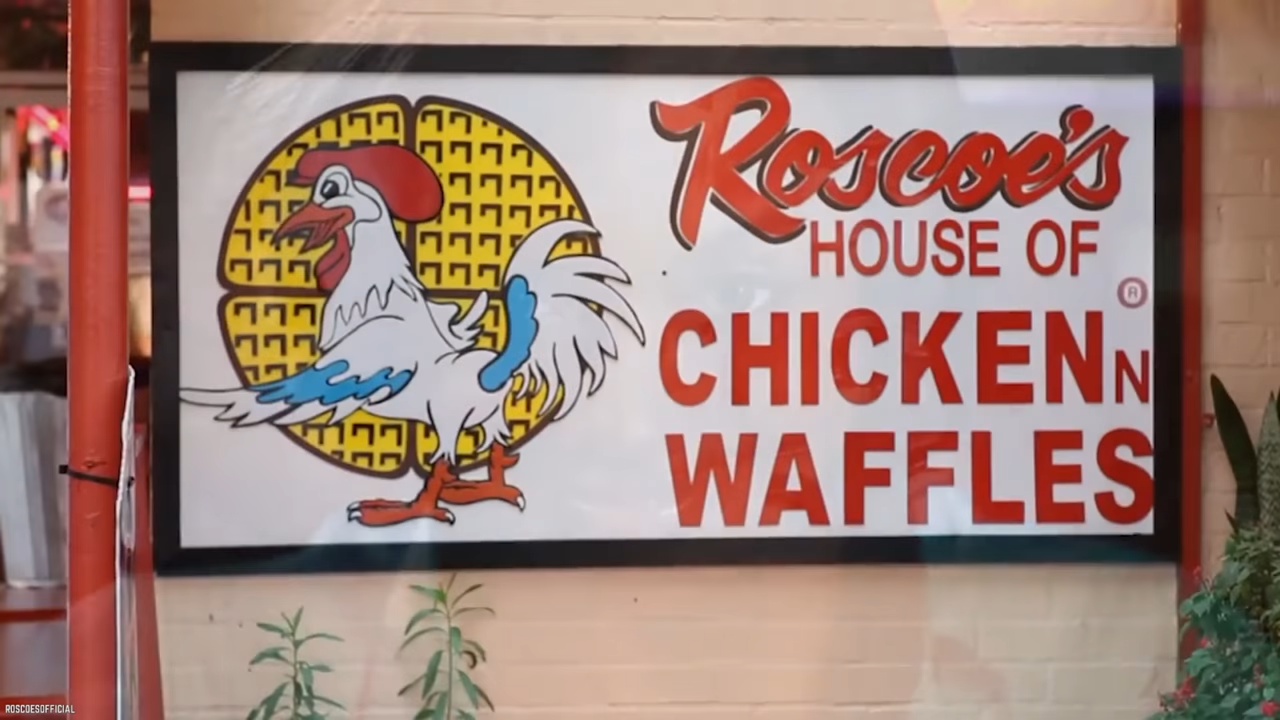 Roscoe's
HOUSE OF
®
CHICKEN N
WAFFLES
ROSCOESOFFICIAL